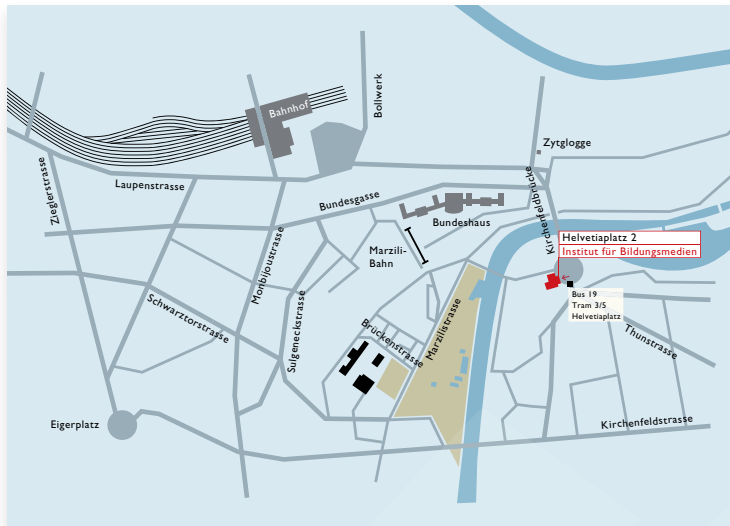 Bahnhof
Bollwerk
Zytglogge
Zieglerstrasse
Laupenstrasse
Bundesgasse
Kirchenfeldbrücke
Bundeshaus
Monbijoustrasse
Marzili-
Bahn
Helvetiaplatz 2
Institut für Bildungsmedien
Bus 19
Tram 3/5
Helvetiaplatz
Schwarztorstrasse
Sulgeneckstrasse
Brückenstrasse
Marzilistrasse
Thunstrasse
Eigerplatz
Kirchenfeldstrasse